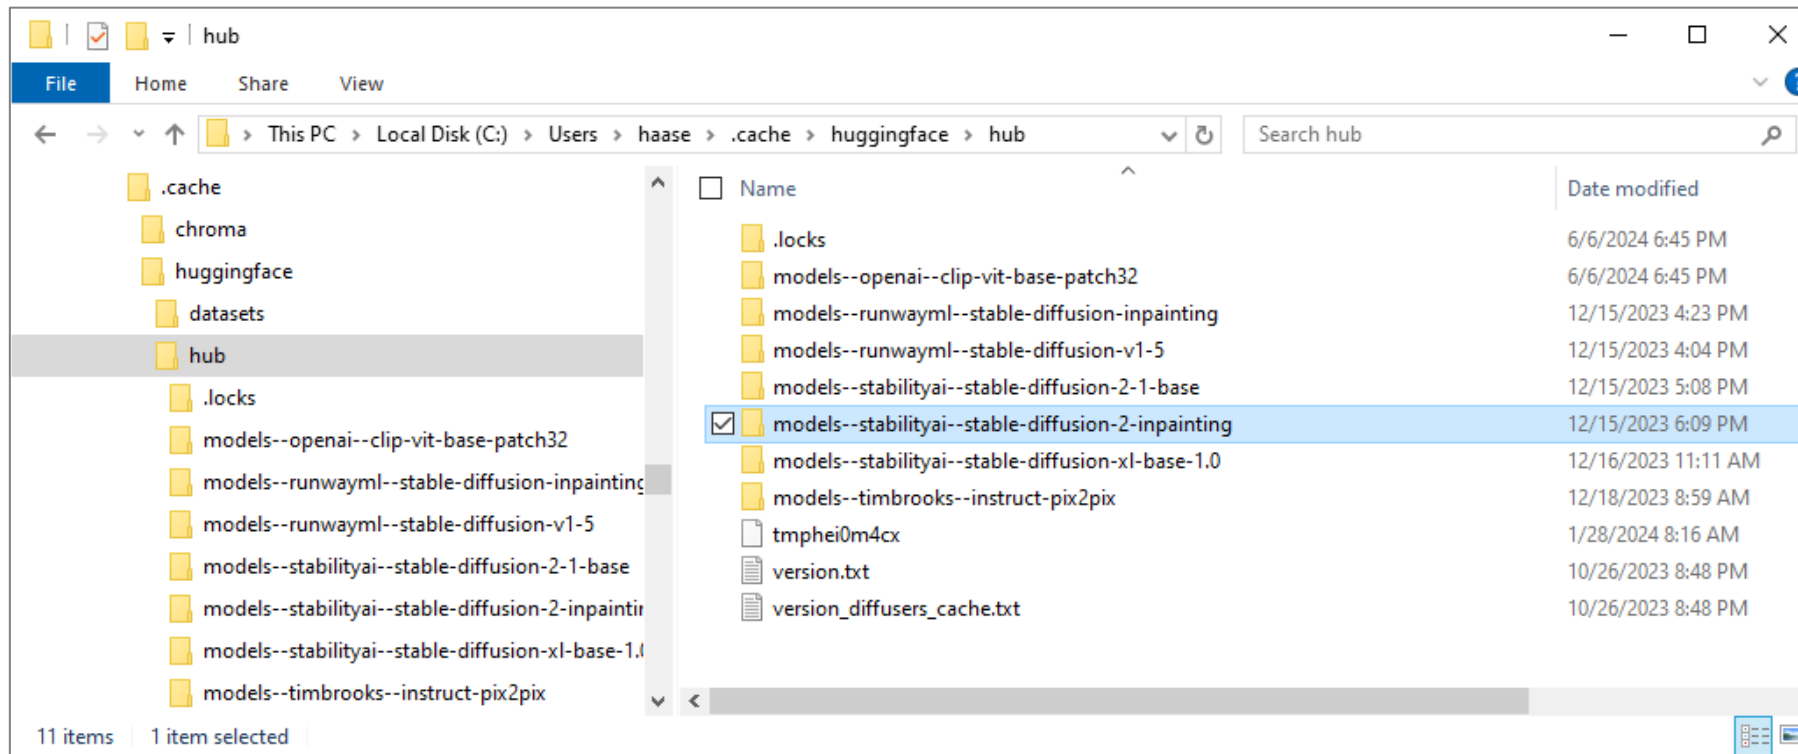 hub
File Home Share View
This PC > Local Disk (C:) > Users > haase > .cache > huggingface > hub
Search hub
.cache
chroma
huggingface
datasets
hub
.locks
models--openai--clip-vit-base-patch32
models--runwayml--stable-diffusion-inpainting
models--runwayml--stable-diffusion-v1-5
models--stabilityai--stable-diffusion-2-1-base
models--stabilityai--stable-diffusion-2-inpaintin
models--stabilityai--stable-diffusion-xl-base-1.0
models--timbrooks--instruct-pix2pix
Name Date modified
.locks 6/6/2024 6:45 PM
models--openai--clip-vit-base-patch32 6/6/2024 6:45 PM
models--runwayml--stable-diffusion-inpainting 12/15/2023 4:23 PM
models--runwayml--stable-diffusion-v1-5 12/15/2023 4:04 PM
models--stabilityai--stable-diffusion-2-1-base 12/15/2023 5:08 PM
models--stabilityai--stable-diffusion-2-inpainting 12/15/2023 6:09 PM
models--stabilityai--stable-diffusion-xl-base-1.0 12/16/2023 11:11 AM
models--timbrooks--instruct-pix2pix 12/18/2023 8:59 AM
tmphei0m4cx 1/28/2024 8:16 AM
version.txt 10/26/2023 8:48 PM
version_diffusers_cache.txt 10/26/2023 8:48 PM
11 items 1 item selected